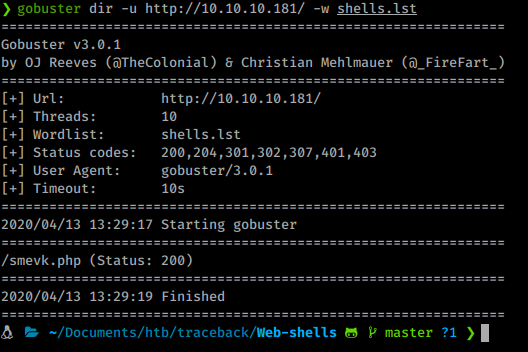 ❯ gobuster dir -u http://10.10.10.181/ -w shells.lst
===============================================================
Gobuster v3.0.1
by OJ Reeves (@TheColonial) & Christian Mehlmauer (@_FireFart_)
===============================================================
[+] Url:            http://10.10.10.181/
[+] Threads:        10
[+] Wordlist:       shells.lst
[+] Status codes:   200,204,301,302,307,401,403
[+] User Agent:     gobuster/3.0.1
[+] Timeout:        10s
===============================================================
2020/04/13 13:29:17 Starting gobuster
===============================================================
/smevk.php (Status: 200)
===============================================================
2020/04/13 13:29:19 Finished
===============================================================
~/Documents/htb/traceback/Web-shells master ?1 ❯